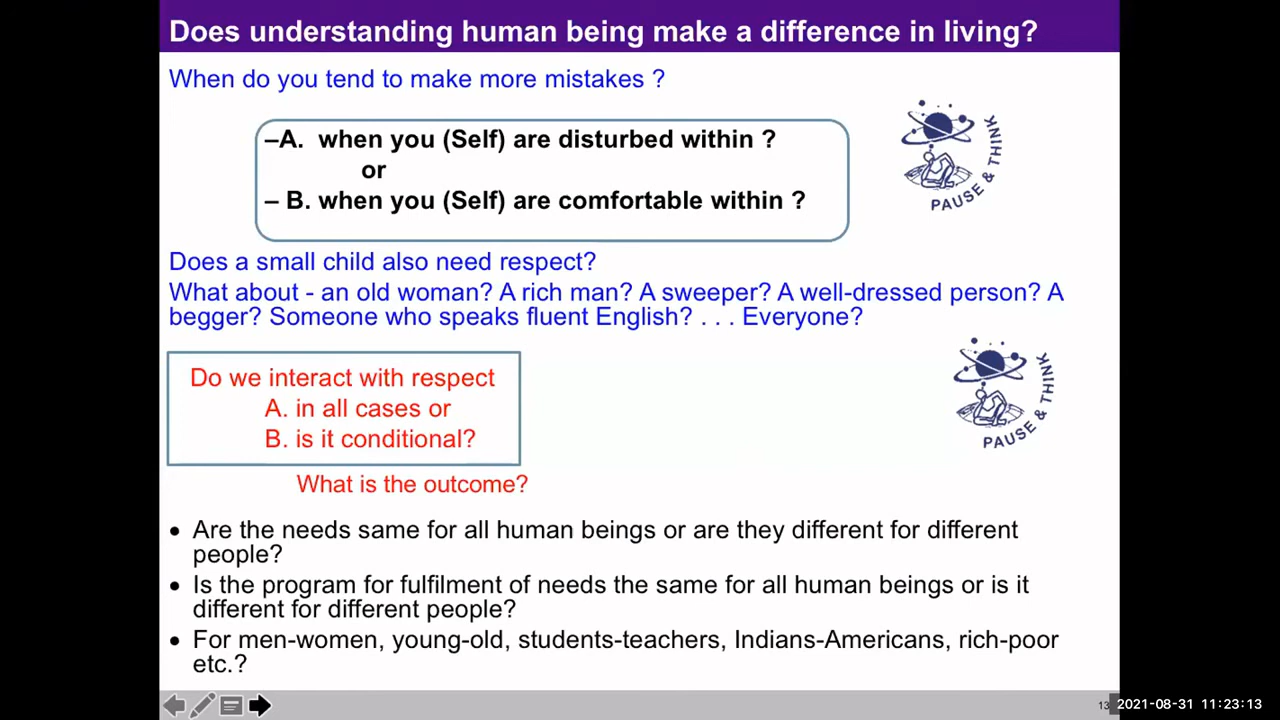 Does understanding human being make a difference in living?
When do you tend to make more mistakes ?
–A. when you (Self) are disturbed within ?
or
– B. when you (Self) are comfortable within ?
PAUSE & THINK
Does a small child also need respect?
What about - an old woman? A rich man? A sweeper? A well-dressed person? A
begger? Someone who speaks fluent English? . . . Everyone?
Do we interact with respect
A. in all cases or
B. is it conditional?
PAUSE & THINK
What is the outcome?
• Are the needs same for all human beings or are they different for different
people?
• Is the program for fulfilment of needs the same for all human beings or is it
different for different people?
• For men-women, young-old, students-teachers, Indians-Americans, rich-poor
etc.?
13
2021-08-31 11:23:13